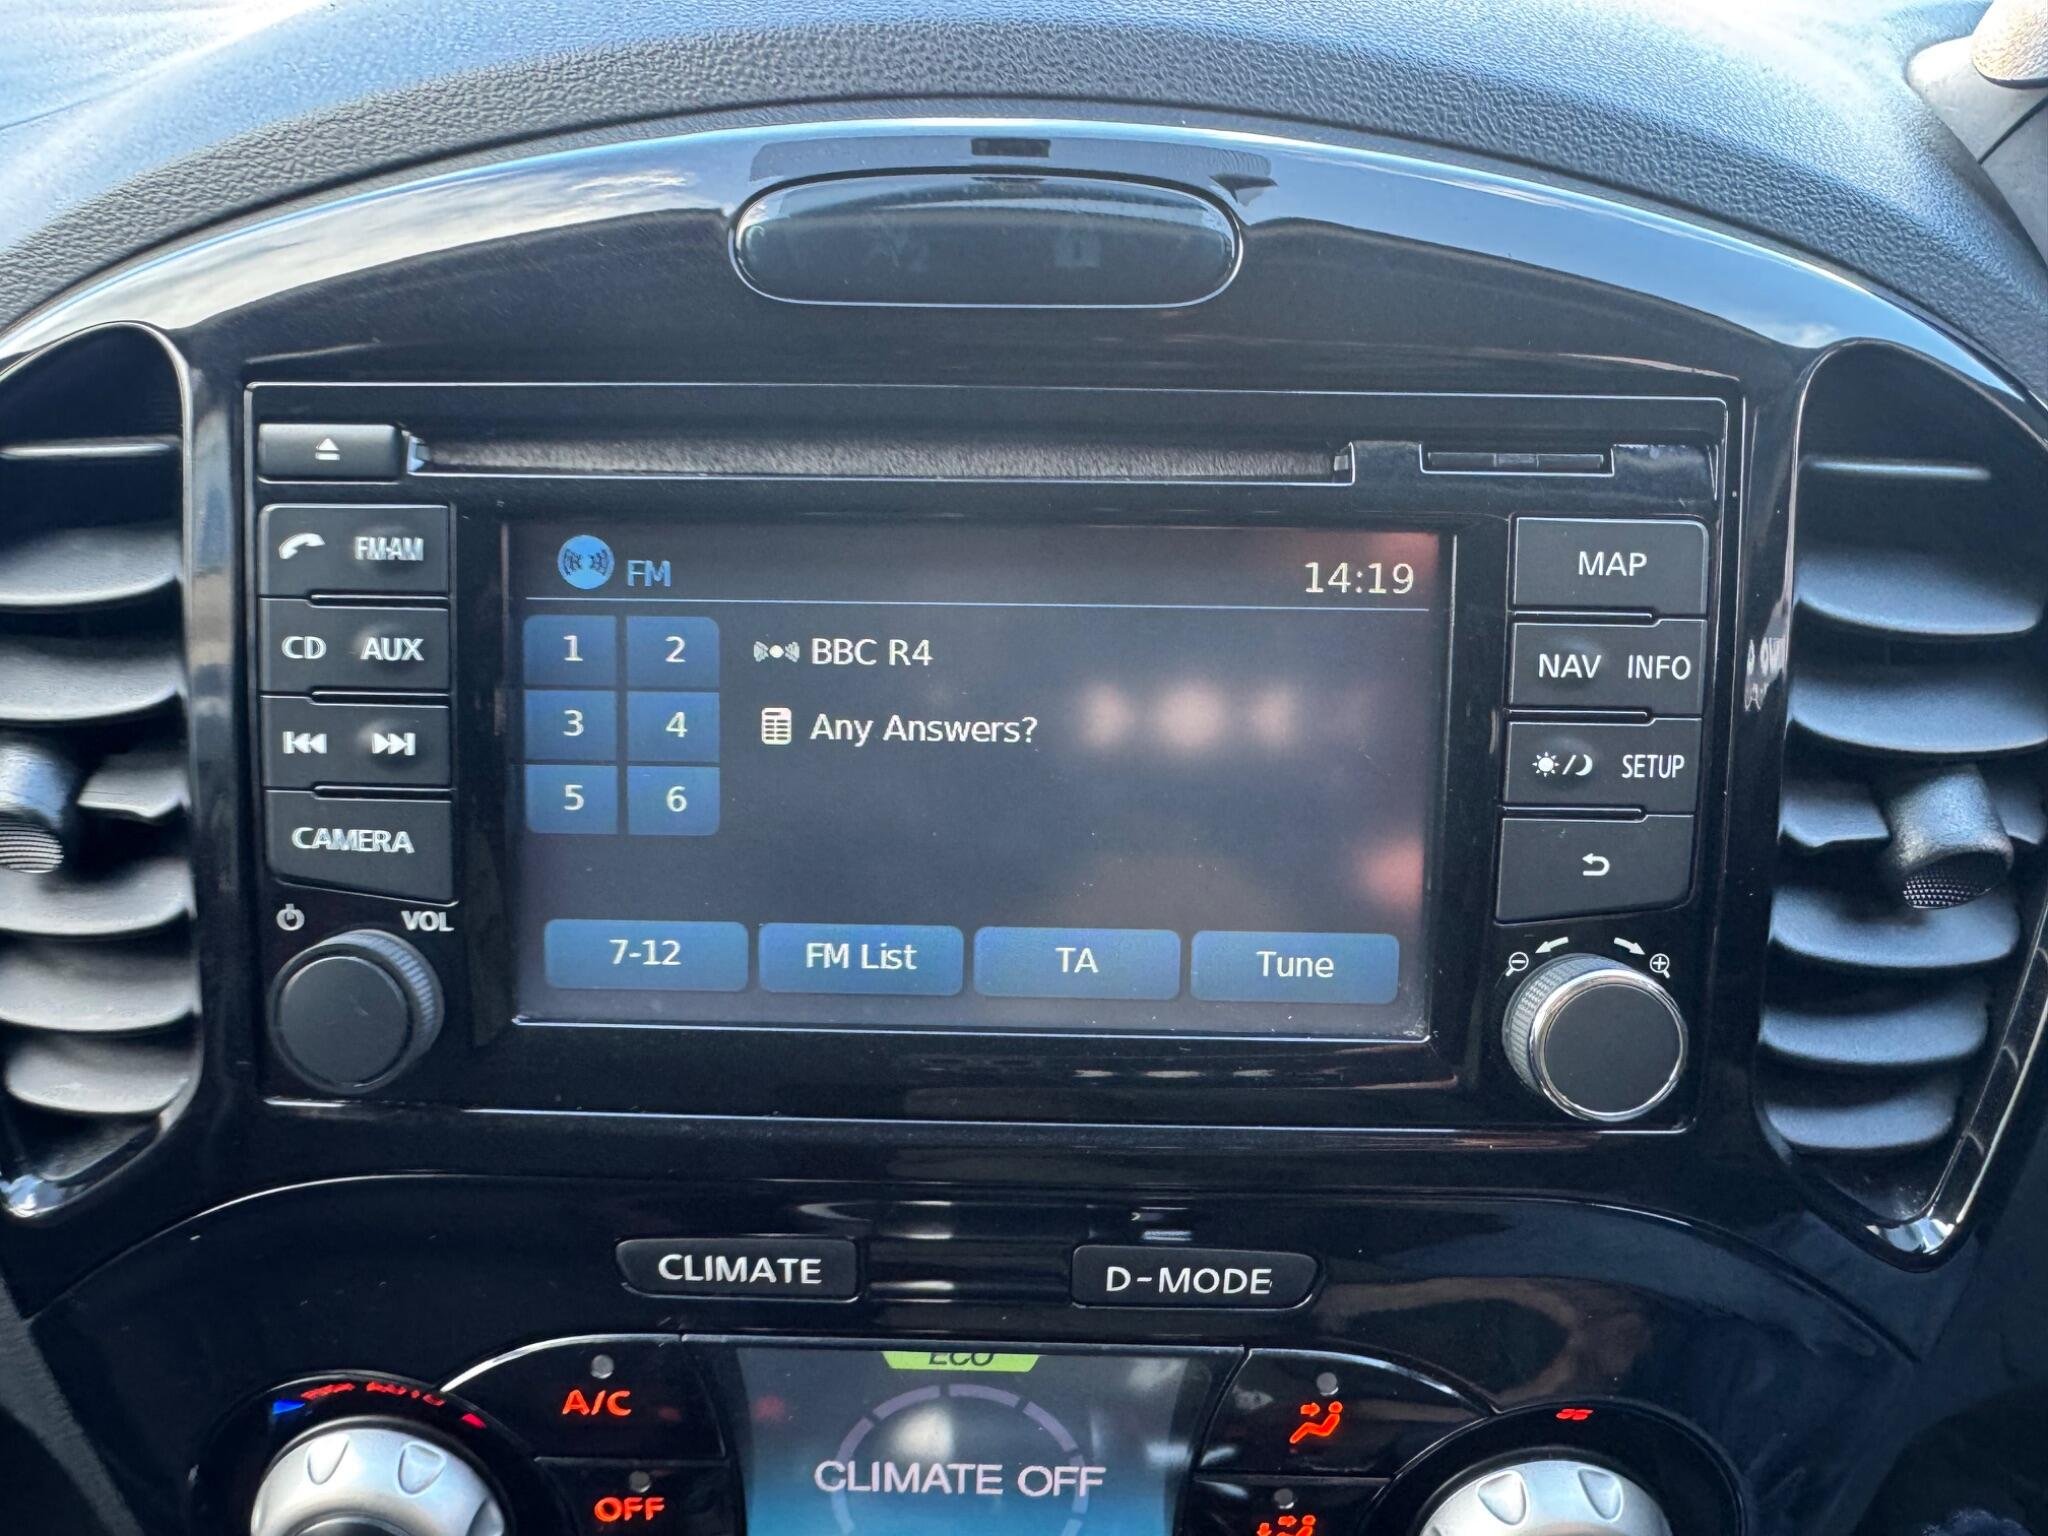 FM
14:19
FM·AM
MAP
1 2
BBC R4
CD AUX
NAV INFO
3 4
Any Answers?
SETUP
5 6
CAMERA
VOL
7-12 FM List TA Tune
CLIMATE D-MODE
ECO
A/C
CLIMATE OFF
OFF